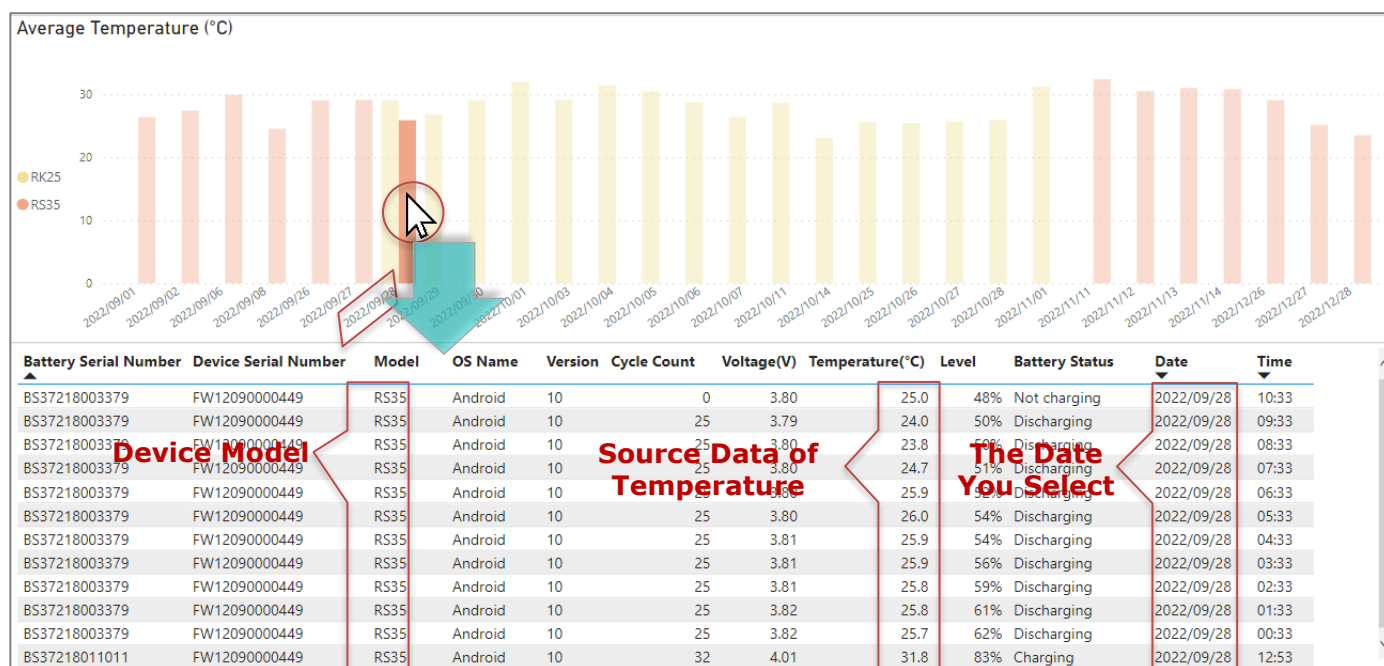 Average Temperature (°C)
30
20
RK25
RS35
10
0
2022/09/01 2022/09/02 2022/09/06 2022/09/08 2022/09/26 2022/09/27 2022/09/28 2022/09/29 2022/09/30 2022/10/01 2022/10/03 2022/10/04 2022/10/05 2022/10/06 2022/10/07 2022/10/11 2022/10/14 2022/10/25 2022/10/26 2022/10/27 2022/10/28 2022/11/01 2022/11/11 2022/11/12 2022/11/13 2022/11/14 2022/12/26 2022/12/27 2022/12/28
Battery Serial Number Device Serial Number Model OS Name Version Cycle Count Voltage(V) Temperature(°C) Level Battery Status Date Time
BS37218003379 FW12090000449 RS35 Android 10 0 3.80 25.0 48% Not charging 2022/09/28 10:33
BS37218003379 FW12090000449 RS35 Android 10 25 3.79 24.0 50% Discharging 2022/09/28 09:33
BS37218003379 FW12090000449 RS35 Android 10 25 3.80 23.8 50% Discharging 2022/09/28 08:33
Device Model Source Data of The Date
BS37218003379 FW12090000449 RS35 Android 10 25 3.80 24.7 51% Discharging 2022/09/28 07:33
Temperature You Select
BS37218003379 FW12090000449 RS35 Android 10 25 25.9 Discharging 2022/09/28 06:33
BS37218003379 FW12090000449 RS35 Android 10 25 3.80 26.0 54% Discharging 2022/09/28 05:33
BS37218003379 FW12090000449 RS35 Android 10 25 3.81 25.9 54% Discharging 2022/09/28 04:33
BS37218003379 FW12090000449 RS35 Android 10 25 3.81 25.9 56% Discharging 2022/09/28 03:33
BS37218003379 FW12090000449 RS35 Android 10 25 3.81 25.8 59% Discharging 2022/09/28 02:33
BS37218003379 FW12090000449 RS35 Android 10 25 3.82 25.8 61% Discharging 2022/09/28 01:33
BS37218003379 FW12090000449 RS35 Android 10 25 3.82 25.7 62% Discharging 2022/09/28 00:33
BS37218011011 FW12090000449 RS35 Android 10 32 4.01 31.8 83% Charging 2022/09/28 12:53